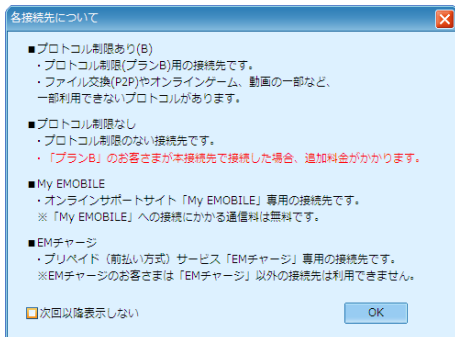 各接続先について
■プロトコル制限あり(B)
・プロトコル制限(プランB)用の接続先です。
・ファイル交換(P2P)やオンラインゲーム、動画の一部など、
一部利用できないプロトコルがあります。
■プロトコル制限なし
・プロトコル制限のない接続先です。
・「プランB」のお客さまが本接続先で接続した場合、追加料金がかかります。
■My EMOBILE
・オンラインサポートサイト「My EMOBILE」専用の接続先です。
※「My EMOBILE」への接続にかかる通信料は無料です。
■EMチャージ
・プリペイド（前払い方式）サービス「EMチャージ」専用の接続先です。
※EMチャージのお客さまは「EMチャージ」以外の接続先は利用できません。
次回以降表示しない
OK